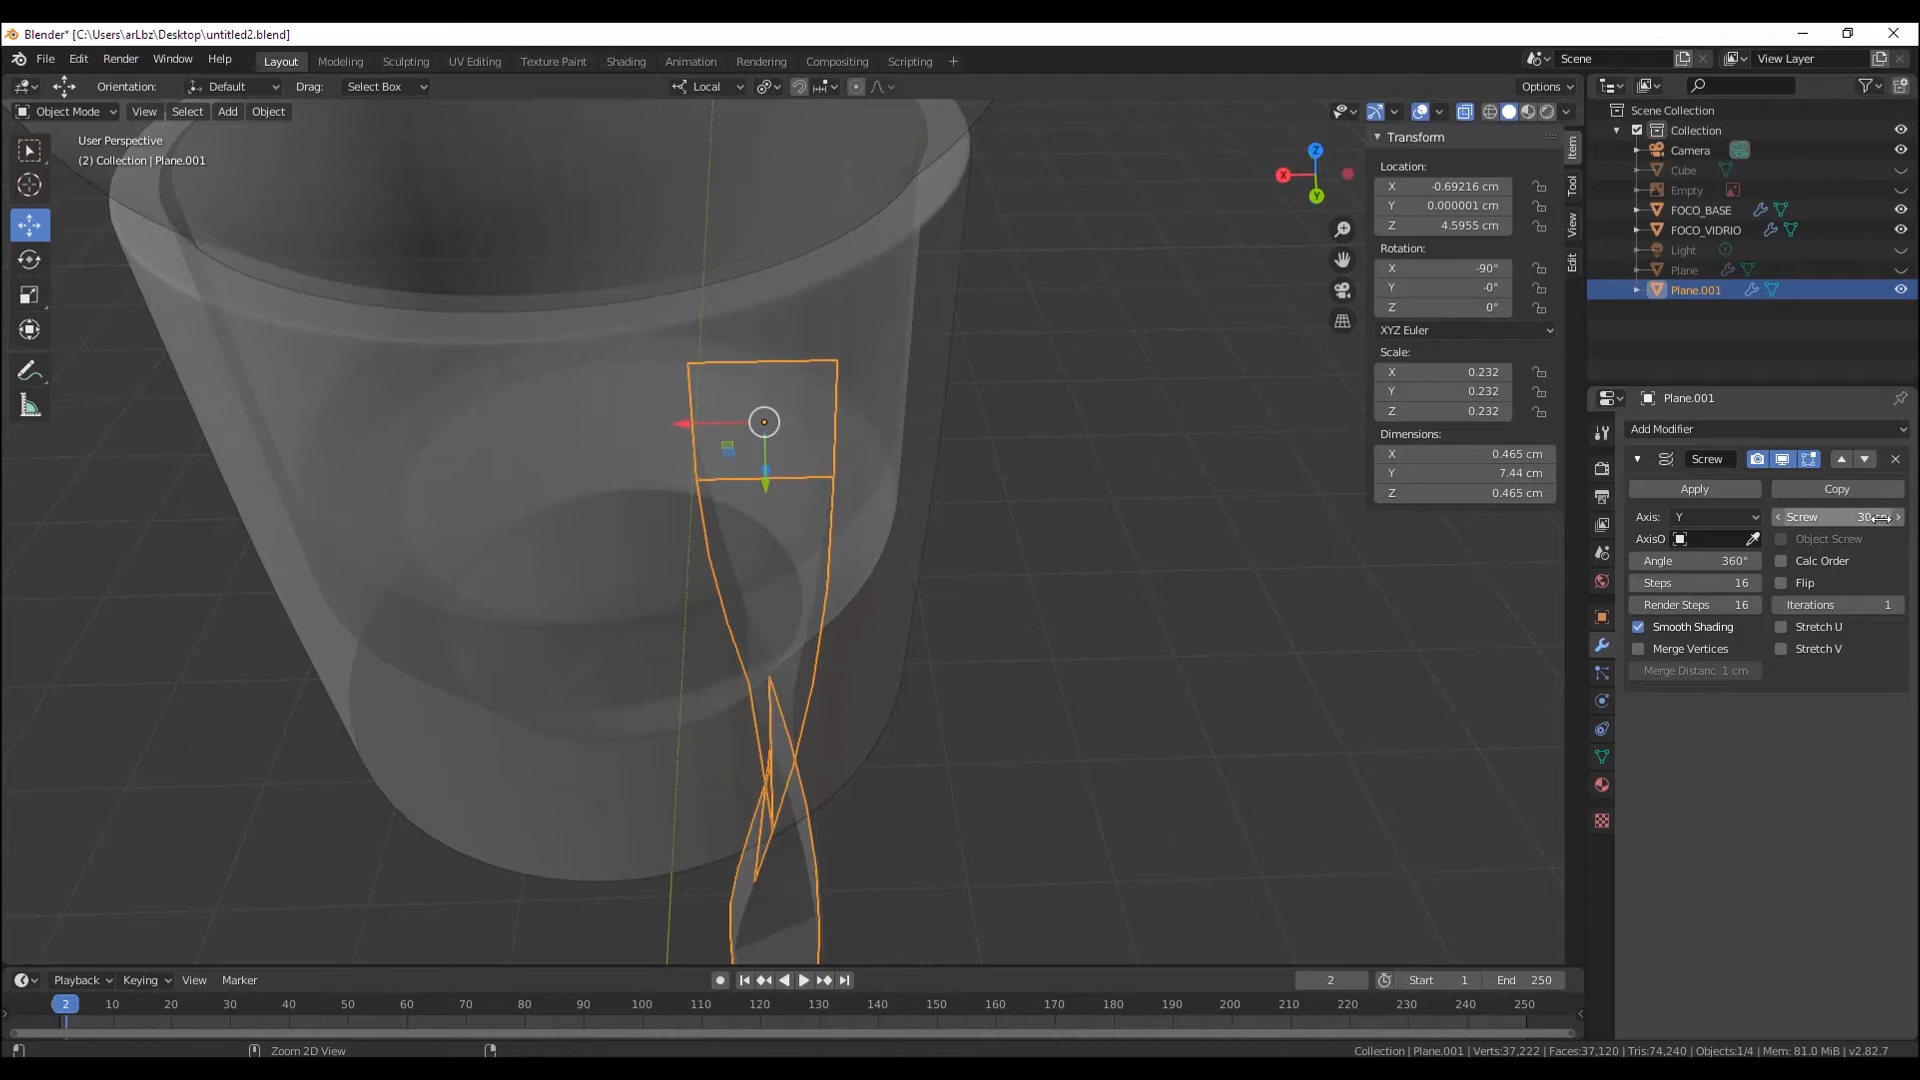 Blender* [C:\Users\arLbz\Desktop\untitled2.blend]
File Edit Render Window Help Layout Modeling Sculpting UV Editing Texture Paint Shading Animation Rendering Compositing Scripting + Scene View Layer
Orientation: Default Drag: Select Box Local Options
Object Mode View Select Add Object
User Perspective
(2) Collection | Plane.001
X
Y
Z
Transform
Location:
X -0.69216 cm
Y 0.000001 cm
Z 4.5955 cm
Rotation:
X -90°
Y -0°
Z 0°
XYZ Euler
Scale:
X 0.232
Y 0.232
Z 0.232
Dimensions:
X 0.465 cm
Y 7.44 cm
Z 0.465 cm
Item
Tool
View
Edit
Scene Collection
Collection
Camera
Cube
Empty
FOCO_BASE
FOCO_VIDRIO
Light
Plane
Plane.001
Plane.001
Add Modifier
Screw
Apply Copy
Axis: Y Screw
AxisO Object Screw
Angle 360° Calc Order
Steps 16 Flip
Render Steps 16 Iterations 1
Smooth Shading Stretch U
Merge Vertices Stretch V
Merge Distanc 1 cm
Playback Keying View Marker 2 Start 1 End 250
2 10 20 30 40 50 60 70 80 90 100 110 120 130 140 150 160 170 180 190 200 210 220 230 240 250
Zoom 2D View
Collection | Plane.001 | Verts:37,222 | Faces:37,120 | Tris:74,240 | Objects:1/4 | Mem: 81.0 MiB | v2.82.7